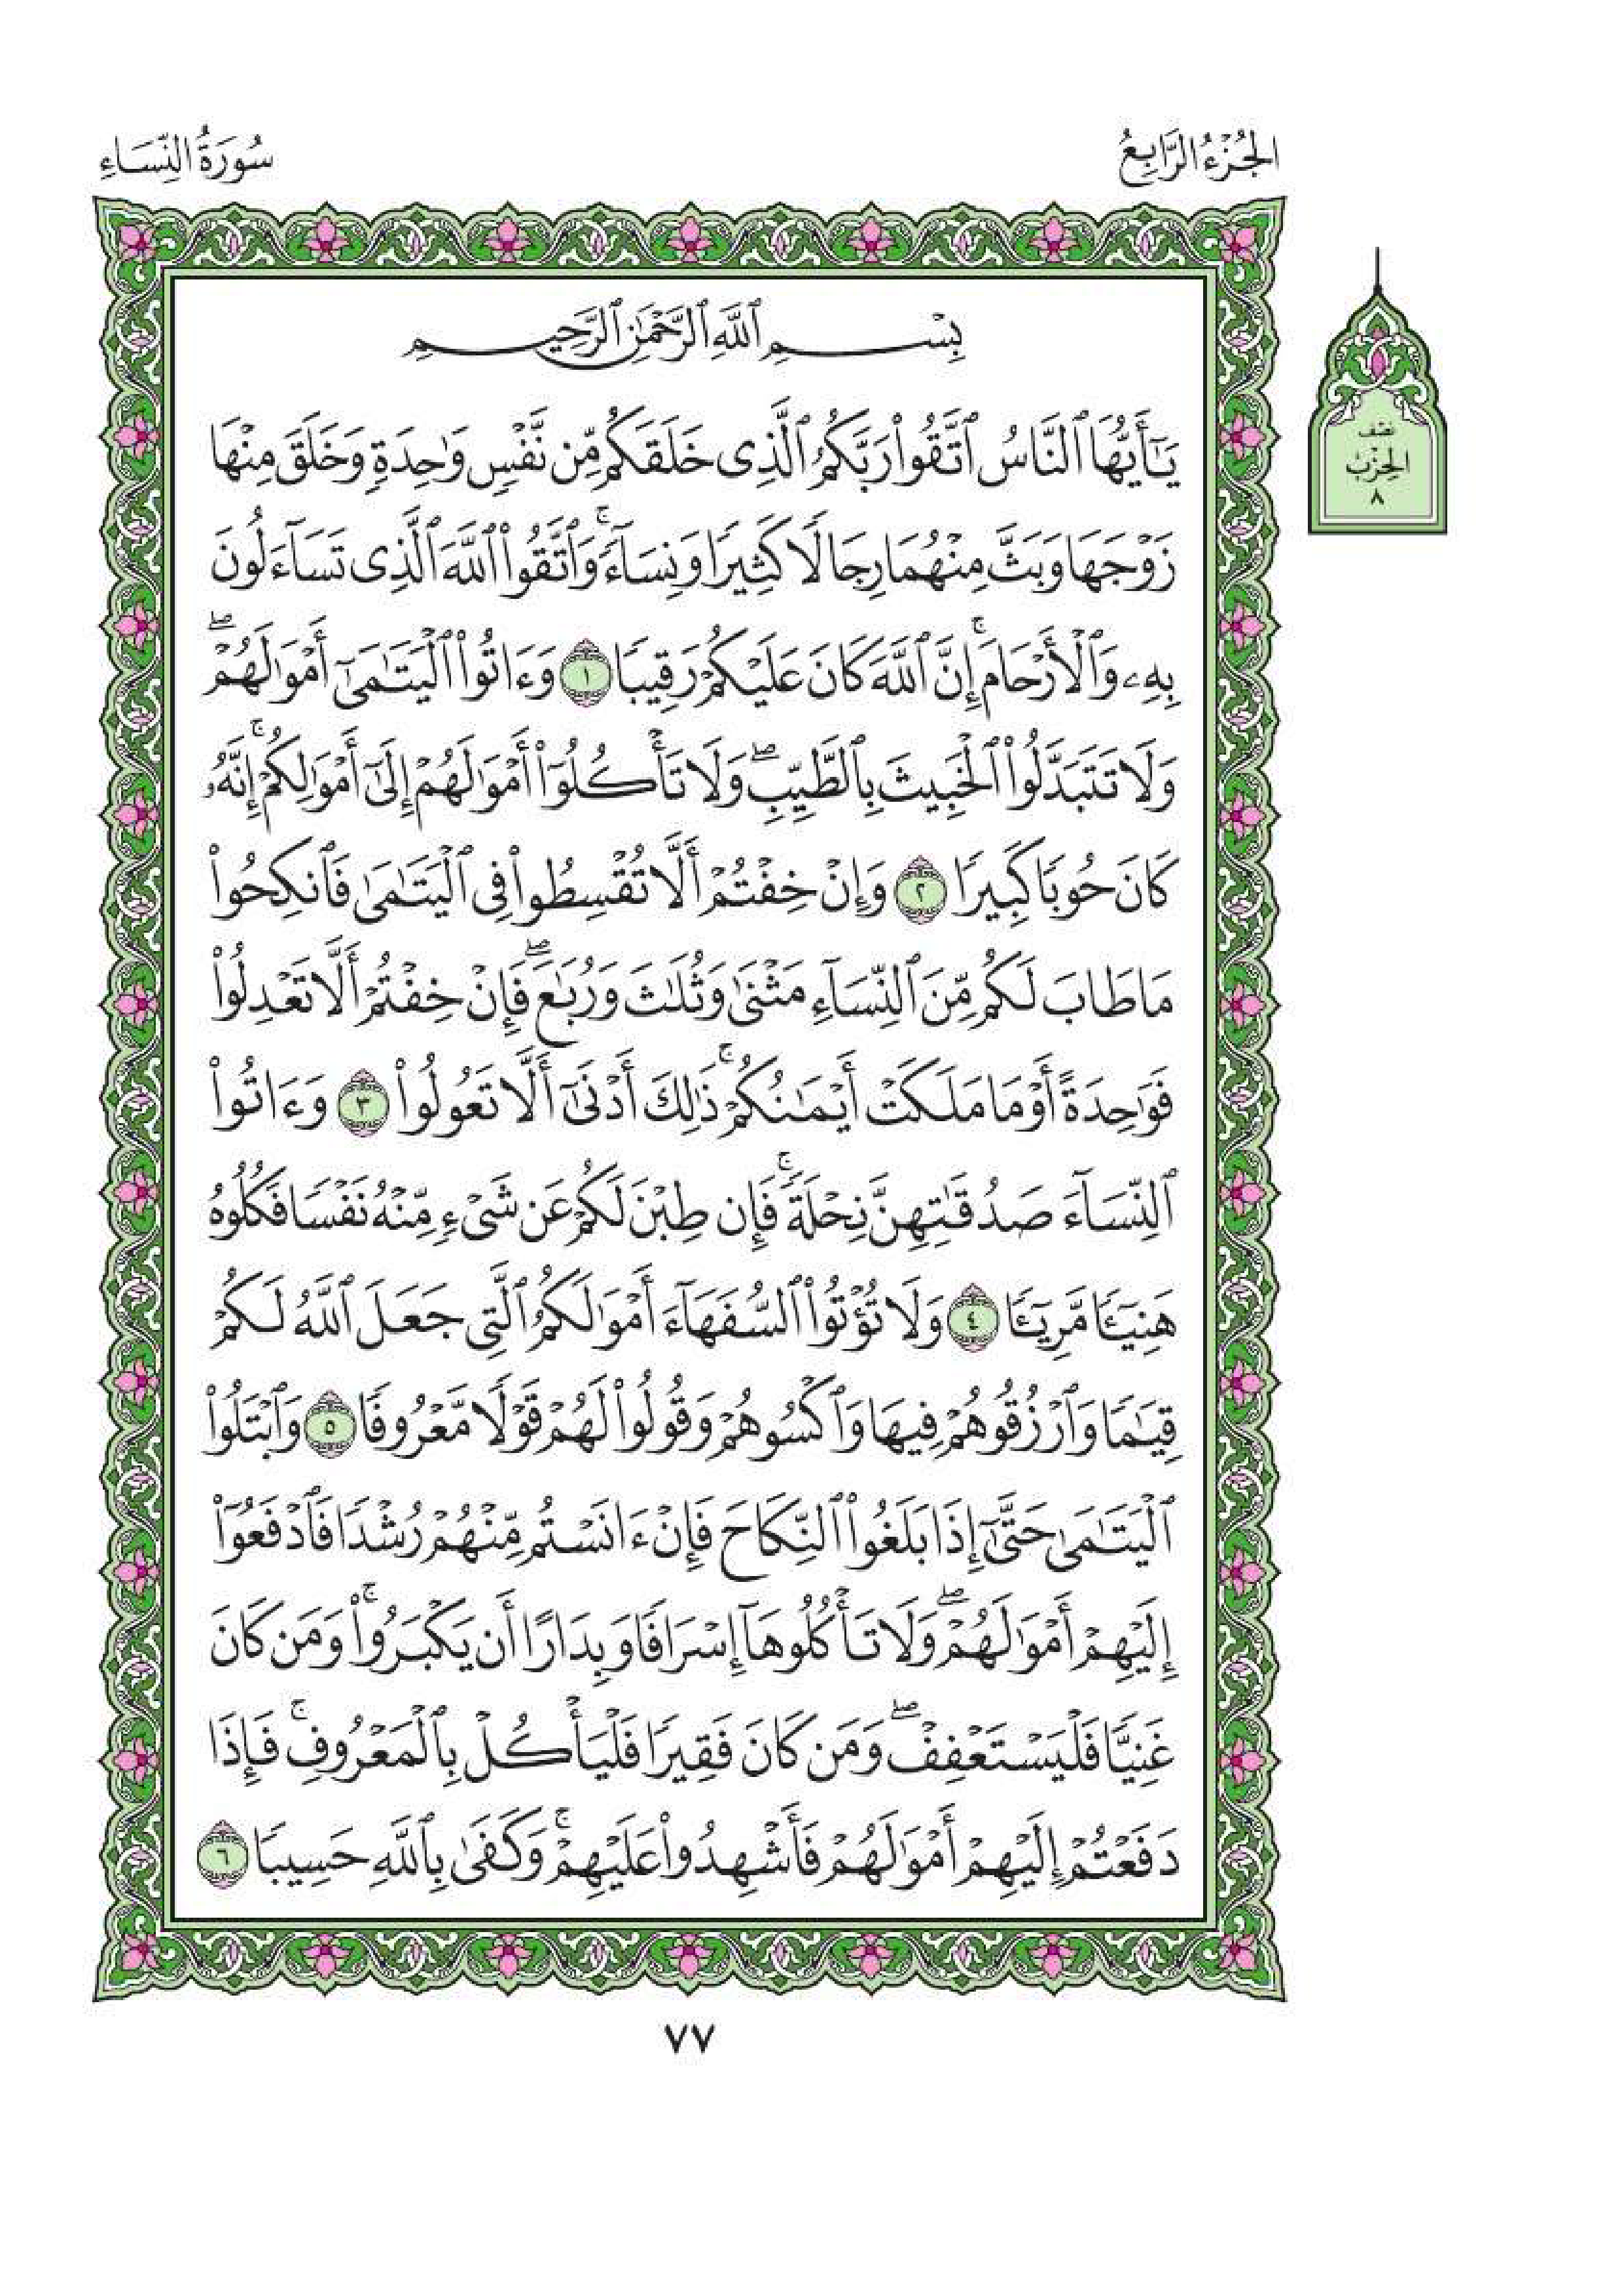 الجُزْءُ الرَّابِعُ
سُورَةُ النِّسَاءِ
نصف
الحِزْب
٨
بِسْمِ ٱللَّهِ ٱلرَّحْمَٰنِ ٱلرَّحِيمِ
يَـٰٓأَيُّهَا ٱلنَّاسُ ٱتَّقُوا۟ رَبَّكُمُ ٱلَّذِى خَلَقَكُم مِّن نَّفْسٍ وَٰحِدَةٍ وَخَلَقَ مِنْهَا
زَوْجَهَا وَبَثَّ مِنْهُمَا رِجَالًا كَثِيرًا وَنِسَآءً ۚ وَٱتَّقُوا۟ ٱللَّهَ ٱلَّذِى تَسَآءَلُونَ
بِهِۦ وَٱلْأَرْحَامَ ۚ إِنَّ ٱللَّهَ كَانَ عَلَيْكُمْ رَقِيبًا ١ وَءَاتُوا۟ ٱلْيَتَـٰمَىٰٓ أَمْوَٰلَهُمْ ۖ
وَلَا تَتَبَدَّلُوا۟ ٱلْخَبِيثَ بِٱلطَّيِّبِ ۖ وَلَا تَأْكُلُوٓا۟ أَمْوَٰلَهُمْ إِلَىٰٓ أَمْوَٰلِكُمْ ۚ إِنَّهُۥ
كَانَ حُوبًا كَبِيرًا ٢ وَإِنْ خِفْتُمْ أَلَّا تُقْسِطُوا۟ فِى ٱلْيَتَـٰمَىٰ فَٱنكِحُوا۟
مَا طَابَ لَكُم مِّنَ ٱلنِّسَآءِ مَثْنَىٰ وَثُلَـٰثَ وَرُبَـٰعَ ۖ فَإِنْ خِفْتُمْ أَلَّا تَعْدِلُوا۟
فَوَٰحِدَةً أَوْ مَا مَلَكَتْ أَيْمَـٰنُكُمْ ۚ ذَٰلِكَ أَدْنَىٰٓ أَلَّا تَعُولُوا۟ ٣ وَءَاتُوا۟
ٱلنِّسَآءَ صَدُقَـٰتِهِنَّ نِحْلَةً ۚ فَإِن طِبْنَ لَكُمْ عَن شَىْءٍ مِّنْهُ نَفْسًا فَكُلُوهُ
هَنِيٓـًٔا مَّرِيٓـًٔا ٤ وَلَا تُؤْتُوا۟ ٱلسُّفَهَآءَ أَمْوَٰلَكُمُ ٱلَّتِى جَعَلَ ٱللَّهُ لَكُمْ
قِيَـٰمًا وَٱرْزُقُوهُمْ فِيهَا وَٱكْسُوهُمْ وَقُولُوا۟ لَهُمْ قَوْلًا مَّعْرُوفًا ٥ وَٱبْتَلُوا۟
ٱلْيَتَـٰمَىٰ حَتَّىٰٓ إِذَا بَلَغُوا۟ ٱلنِّكَاحَ فَإِنْ ءَانَسْتُم مِّنْهُمْ رُشْدًا فَٱدْفَعُوٓا۟
إِلَيْهِمْ أَمْوَٰلَهُمْ ۖ وَلَا تَأْكُلُوهَآ إِسْرَافًا وَبِدَارًا أَن يَكْبَرُوا۟ ۚ وَمَن كَانَ
غَنِيًّا فَلْيَسْتَعْفِفْ ۖ وَمَن كَانَ فَقِيرًا فَلْيَأْكُلْ بِٱلْمَعْرُوفِ ۚ فَإِذَا
دَفَعْتُمْ إِلَيْهِمْ أَمْوَٰلَهُمْ فَأَشْهِدُوا۟ عَلَيْهِمْ ۚ وَكَفَىٰ بِٱللَّهِ حَسِيبًا ٦
٧٧